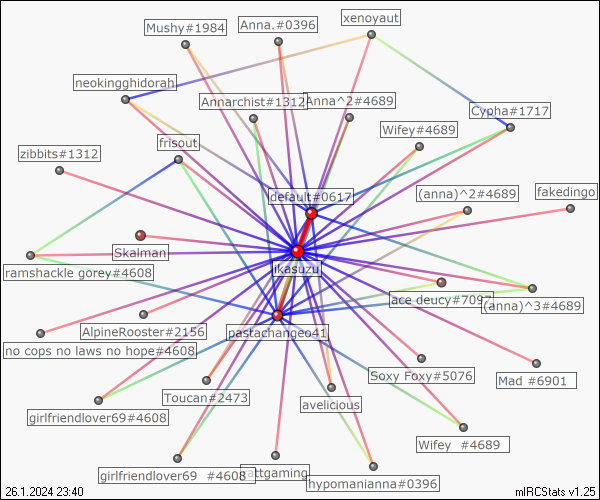 xenoyaut
Mushy#1984
Anna.#0396
neokingghidorah
Annarchist#1312
Anna^2#4689
Cypha#1717
Wifey#4689
frisout
zibbits#1312
default#0617
(anna)^2#4689
fakedingo
Skalman
ikasuzu
ramshackle gorey#4608
ace deucy#7097
(anna)^3#4689
AlpineRooster#2156
pastachange641
no cops no laws no hope#4608
Soxy Foxy#5076
Mad #6901
Toucan#2473
avelicious
girlfriendlover69#4608
Wifey  #4689
girlfriendlover69  #4608
attgaming
hypomanianna#0396
26.1.2024 23:40
mIRCStats v1.25